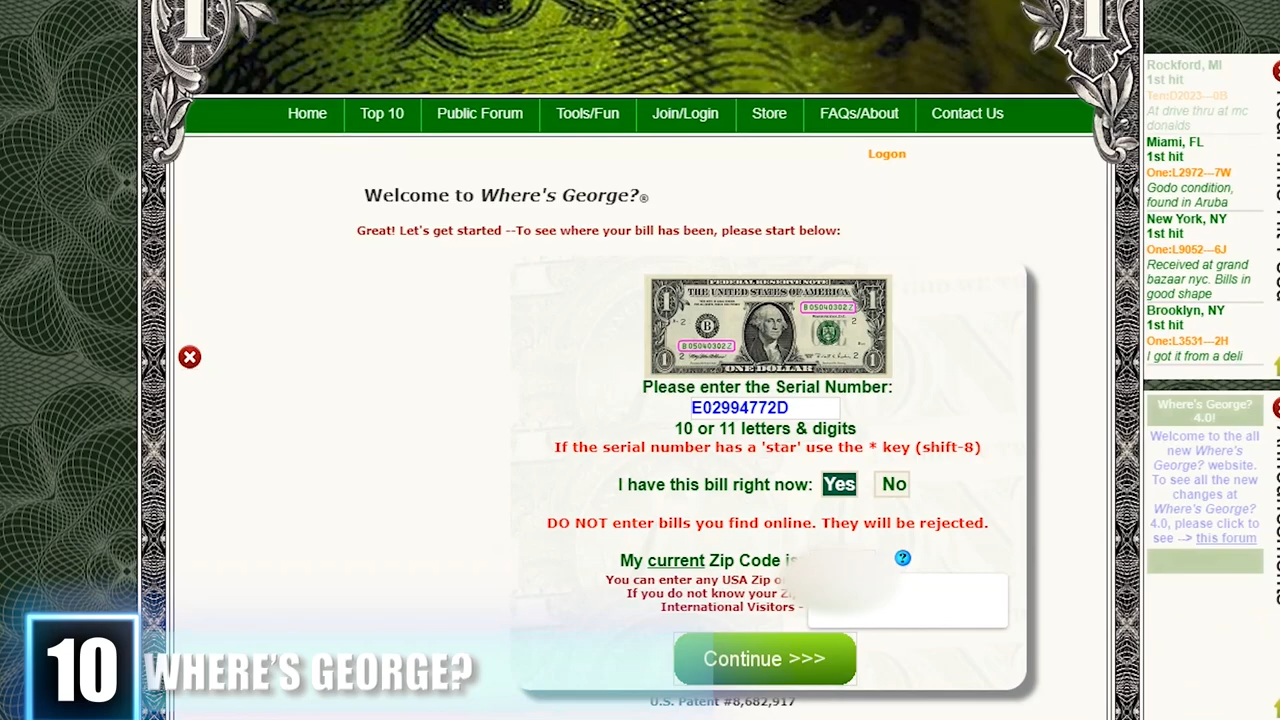 Home
Top 10
Public Forum
Tools/Fun
Join/Login
Store
FAQs/About
Contact Us
Logon
Welcome to Where's George?®
Great! Let's get started --To see where your bill has been, please start below:
FEDERAL RESERVE NOTE
THE UNITED STATES OF AMERICA
B 05040302 Z
B
B 05040302 Z
ONE DOLLAR
Please enter the Serial Number:
E02994772D
10 or 11 letters & digits
If the serial number has a 'star' use the * key (shift-8)
I have this bill right now: Yes No
DO NOT enter bills you find online. They will be rejected.
My current Zip Code is
You can enter any USA Zip
If you do not know your
International Visitors -
Continue >>>
U.S. Patent #8,682,917
Rockford, MI
1st hit
Ten:D2023---0B
At drive thru at mc
donalds
Miami, FL
1st hit
One:L2972---7W
Godo condition,
found in Aruba
New York, NY
1st hit
One:L9052---6J
Received at grand
bazaar nyc. Bills in
good shape
Brooklyn, NY
1st hit
One:L3531---2H
I got it from a deli
Where's George?
4.0!
Welcome to the all
new Where's
George? website.
To see all the new
changes at
Where's George?
4.0, please click to
see --> this forum
10 WHERE'S GEORGE?